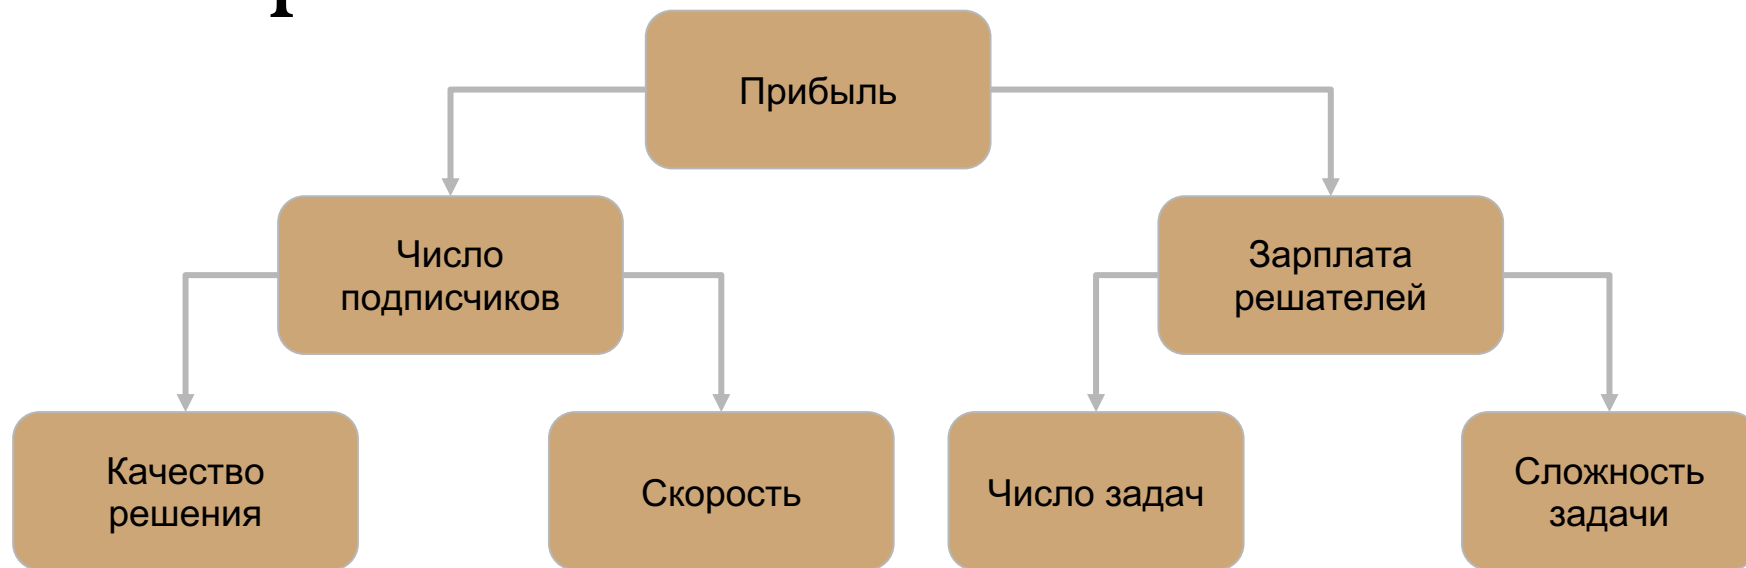 Прибыль
Число
подписчиков
Зарплата
решателей
Качество
решения
Скорость
Число задач
Сложность
задачи